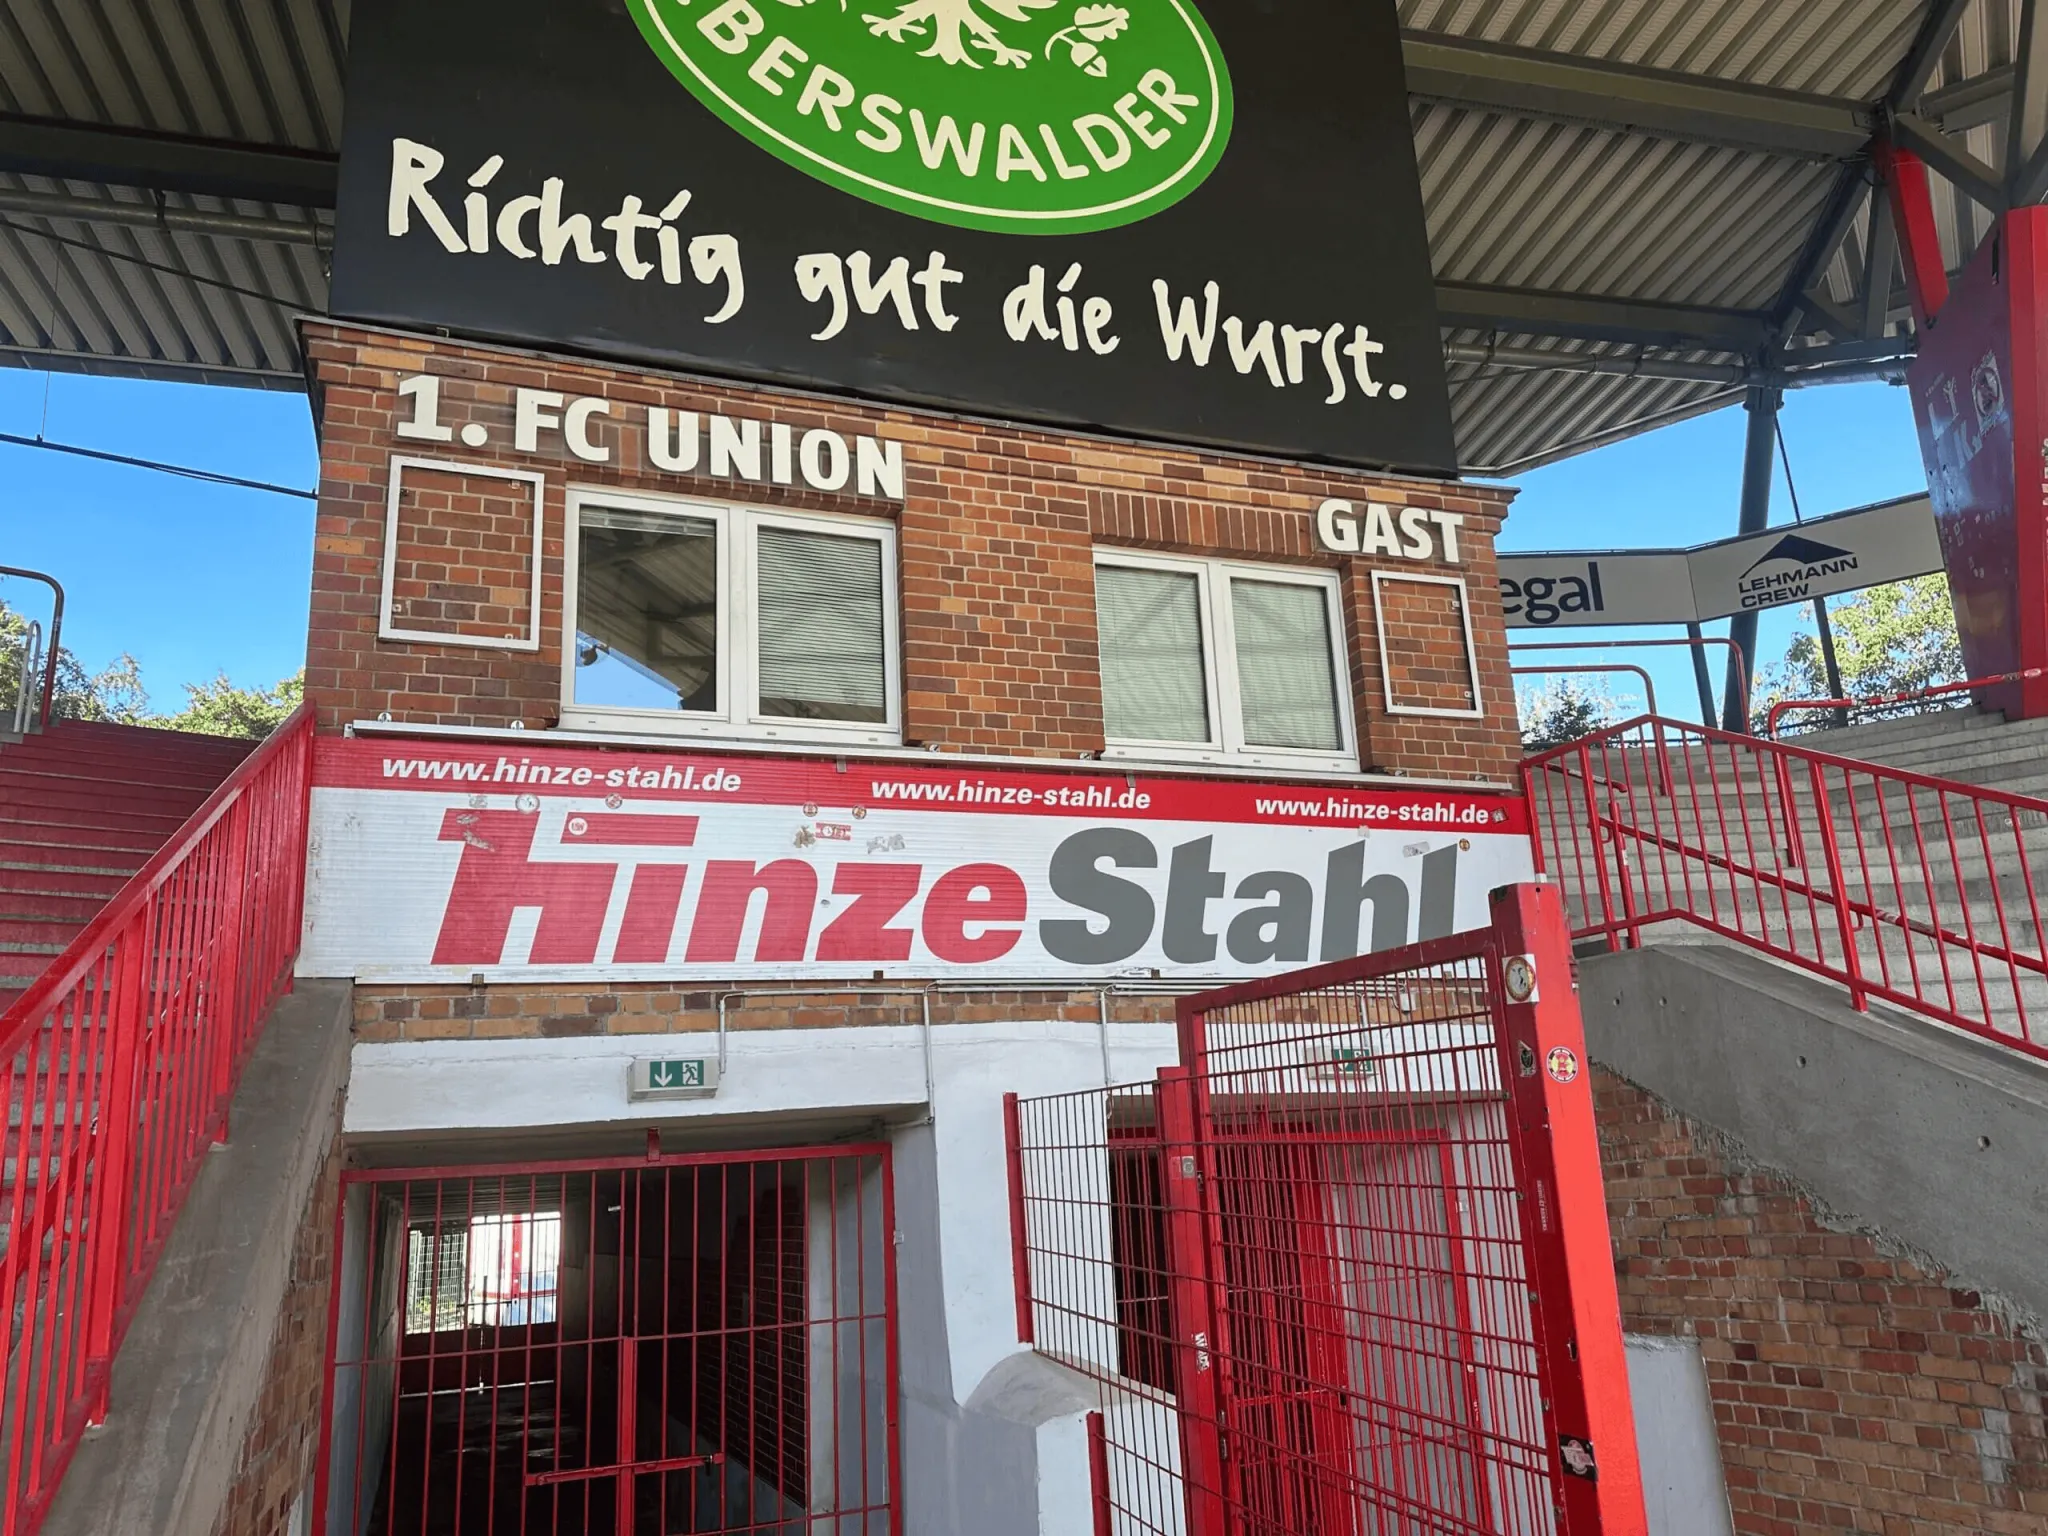 BERSWALDER
Richtig gut die Wurst.
1. FC UNION
GAST
egal
LEHMANN
CREW
www.hinze-stahl.de
www.hinze-stahl.de
www.hinze-stahl.de
HinzeStahl